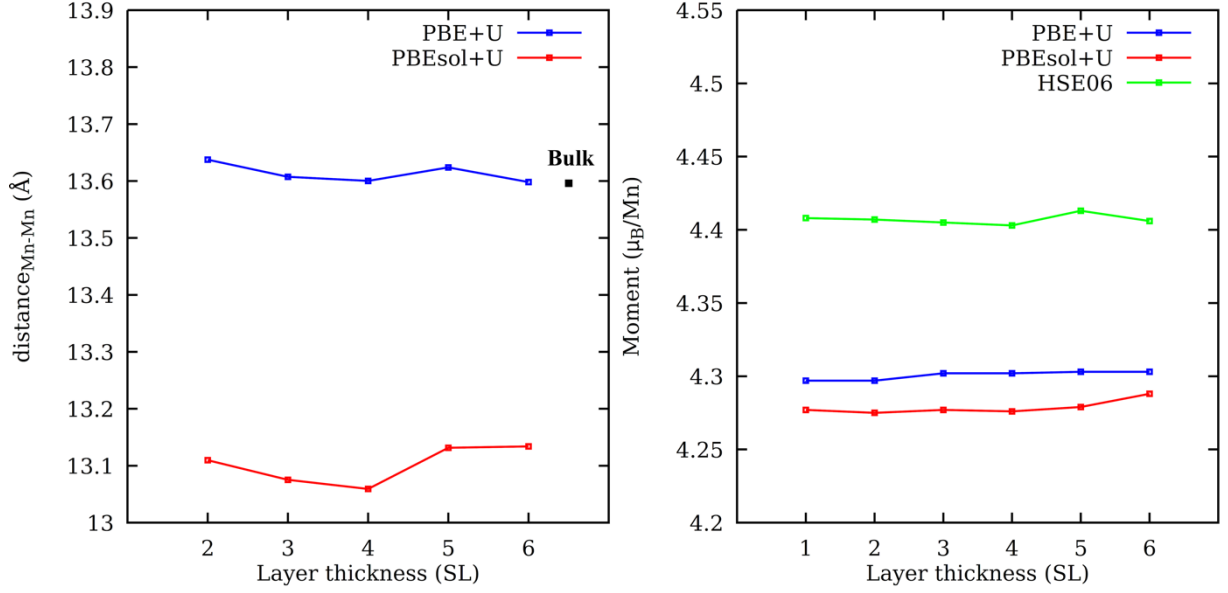 13.9
13.8
13.7
13.6
13.5
13.4
13.3
13.2
13.1
13
distance Mn-Mn (Å)
PBE+U
PBEsol+U
Bulk
2 3 4 5 6
Layer thickness (SL)
4.55
4.5
4.45
4.4
4.35
4.3
4.25
4.2
Moment (μB/Mn)
PBE+U
PBEsol+U
HSE06
1 2 3 4 5 6
Layer thickness (SL)